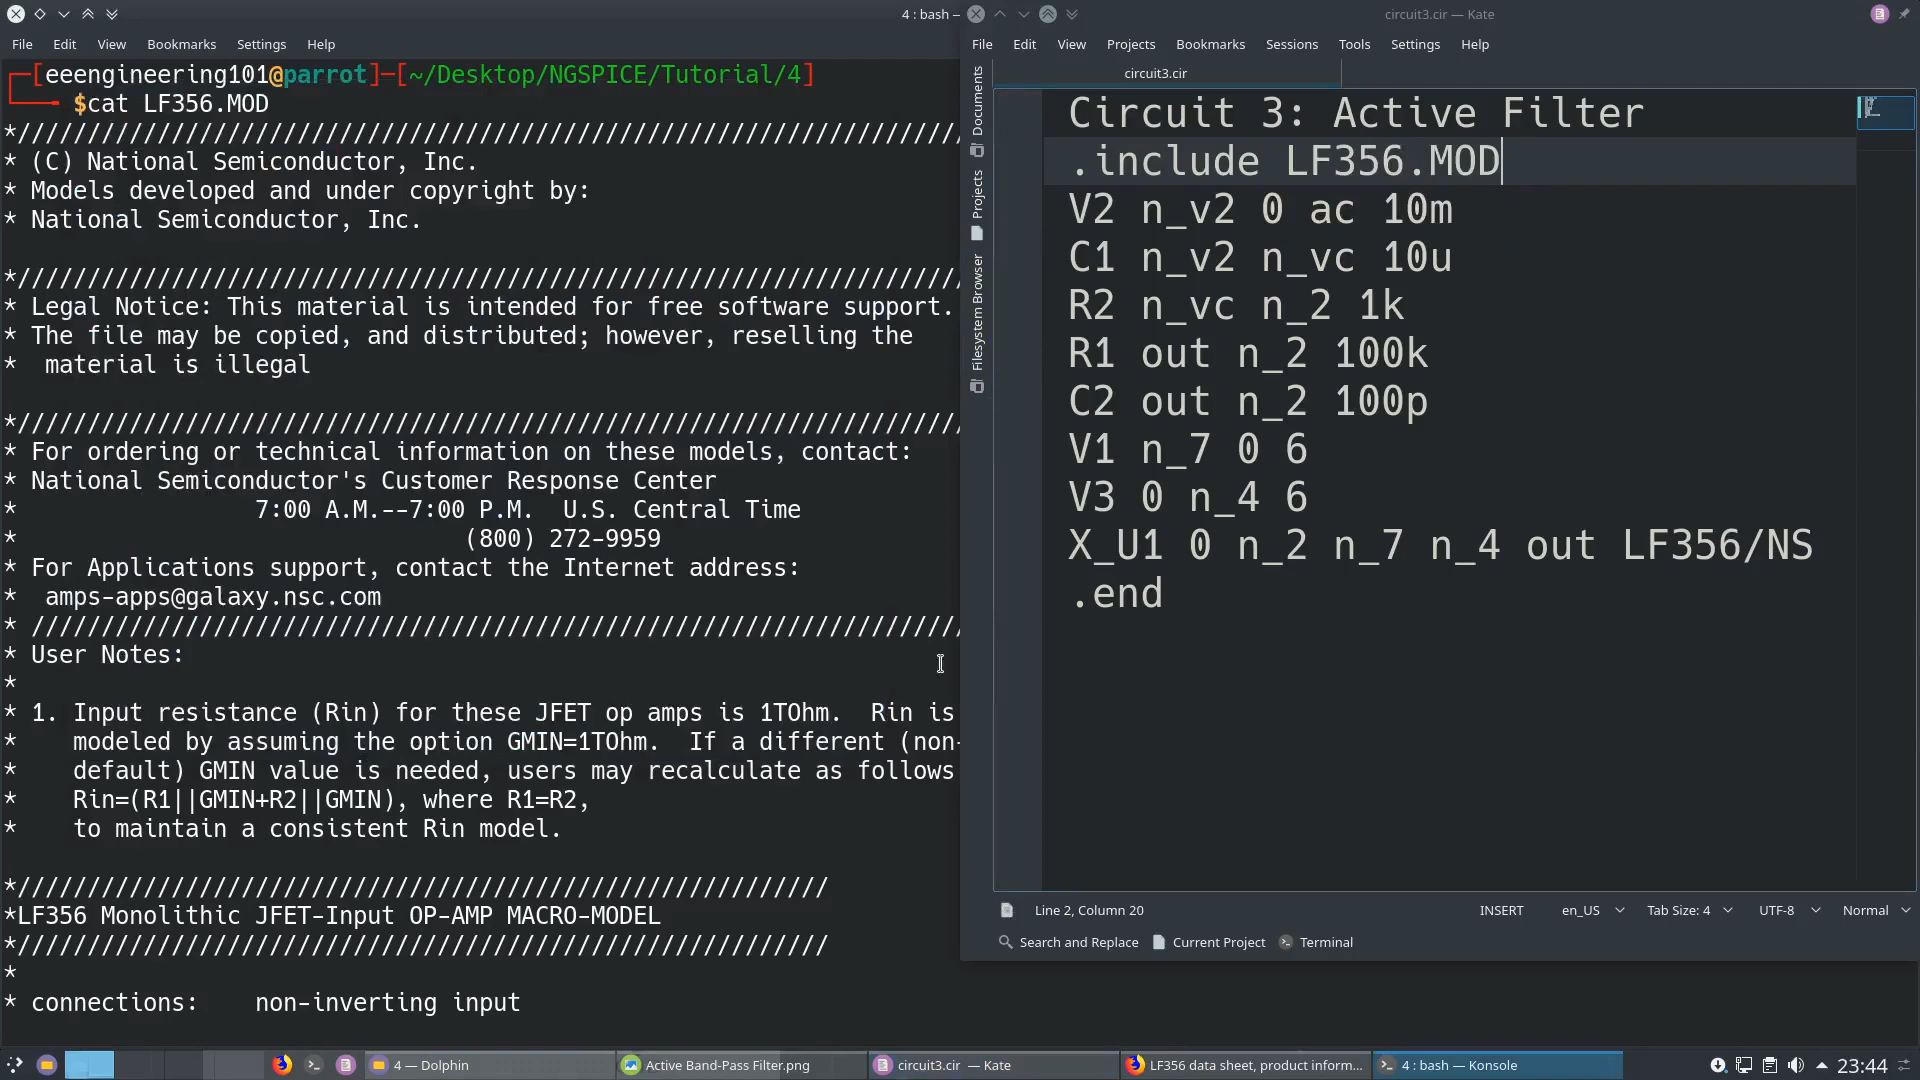 4 : bash —
File Edit View Bookmarks Settings Help
┌─[eeengineering101@parrot]─[~/Desktop/NGSPICE/Tutorial/4]
└──╼ $cat LF356.MOD
*///////////////////////////////////////////////////////////////////
* (C) National Semiconductor, Inc.
* Models developed and under copyright by:
* National Semiconductor, Inc.
*///////////////////////////////////////////////////////////////////
* Legal Notice: This material is intended for free software support.
* The file may be copied, and distributed; however, reselling the
*  material is illegal
*///////////////////////////////////////////////////////////////////
* For ordering or technical information on these models, contact:
* National Semiconductor's Customer Response Center
*                 7:00 A.M.--7:00 P.M.  U.S. Central Time
*                                (800) 272-9959
* For Applications support, contact the Internet address:
*  amps-apps@galaxy.nsc.com
* //////////////////////////////////////////////////////////////////
* User Notes:
*
* 1. Input resistance (Rin) for these JFET op amps is 1TOhm.  Rin is
*    modeled by assuming the option GMIN=1TOhm.  If a different (non-
*    default) GMIN value is needed, users may recalculate as follows
*    Rin=(R1||GMIN+R2||GMIN), where R1=R2,
*    to maintain a consistent Rin model.
*//////////////////////////////////////////////////////////
*LF356 Monolithic JFET-Input OP-AMP MACRO-MODEL
*//////////////////////////////////////////////////////////
*
* connections:    non-inverting input
circuit3.cir — Kate
File Edit View Projects Bookmarks Sessions Tools Settings Help
circuit3.cir
Documents
Projects
Filesystem Browser
Circuit 3: Active Filter
.include LF356.MOD
V2 n_v2 0 ac 10m
C1 n_v2 n_vc 10u
R2 n_vc n_2 1k
R1 out n_2 100k
C2 out n_2 100p
V1 n_7 0 6
V3 0 n_4 6
X_U1 0 n_2 n_7 n_4 out LF356/NS
.end
Line 2, Column 20 INSERT en_US Tab Size: 4 UTF-8 Normal
Search and Replace Current Project Terminal
4 — Dolphin Active Band-Pass Filter.png circuit3.cir — Kate LF356 data sheet, product inform... 4 : bash — Konsole 23:44